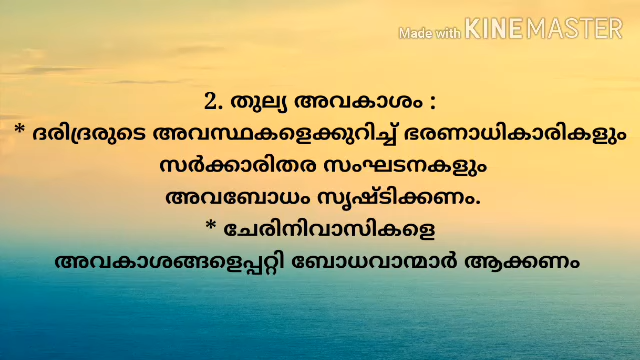 Made with KINEMASTER
2. തുല്യ അവകാശം :
* ദരിദ്രരുടെ അവസ്ഥകളെക്കുറിച്ച് ഭരണാധികാരികളും
സർക്കാരിതര സംഘടനകളും
അവബോധം സൃഷ്ടിക്കണം.
* ചേരിനിവാസികളെ
അവകാശങ്ങളെപ്പറ്റി ബോധവാന്മാർ ആക്കണം